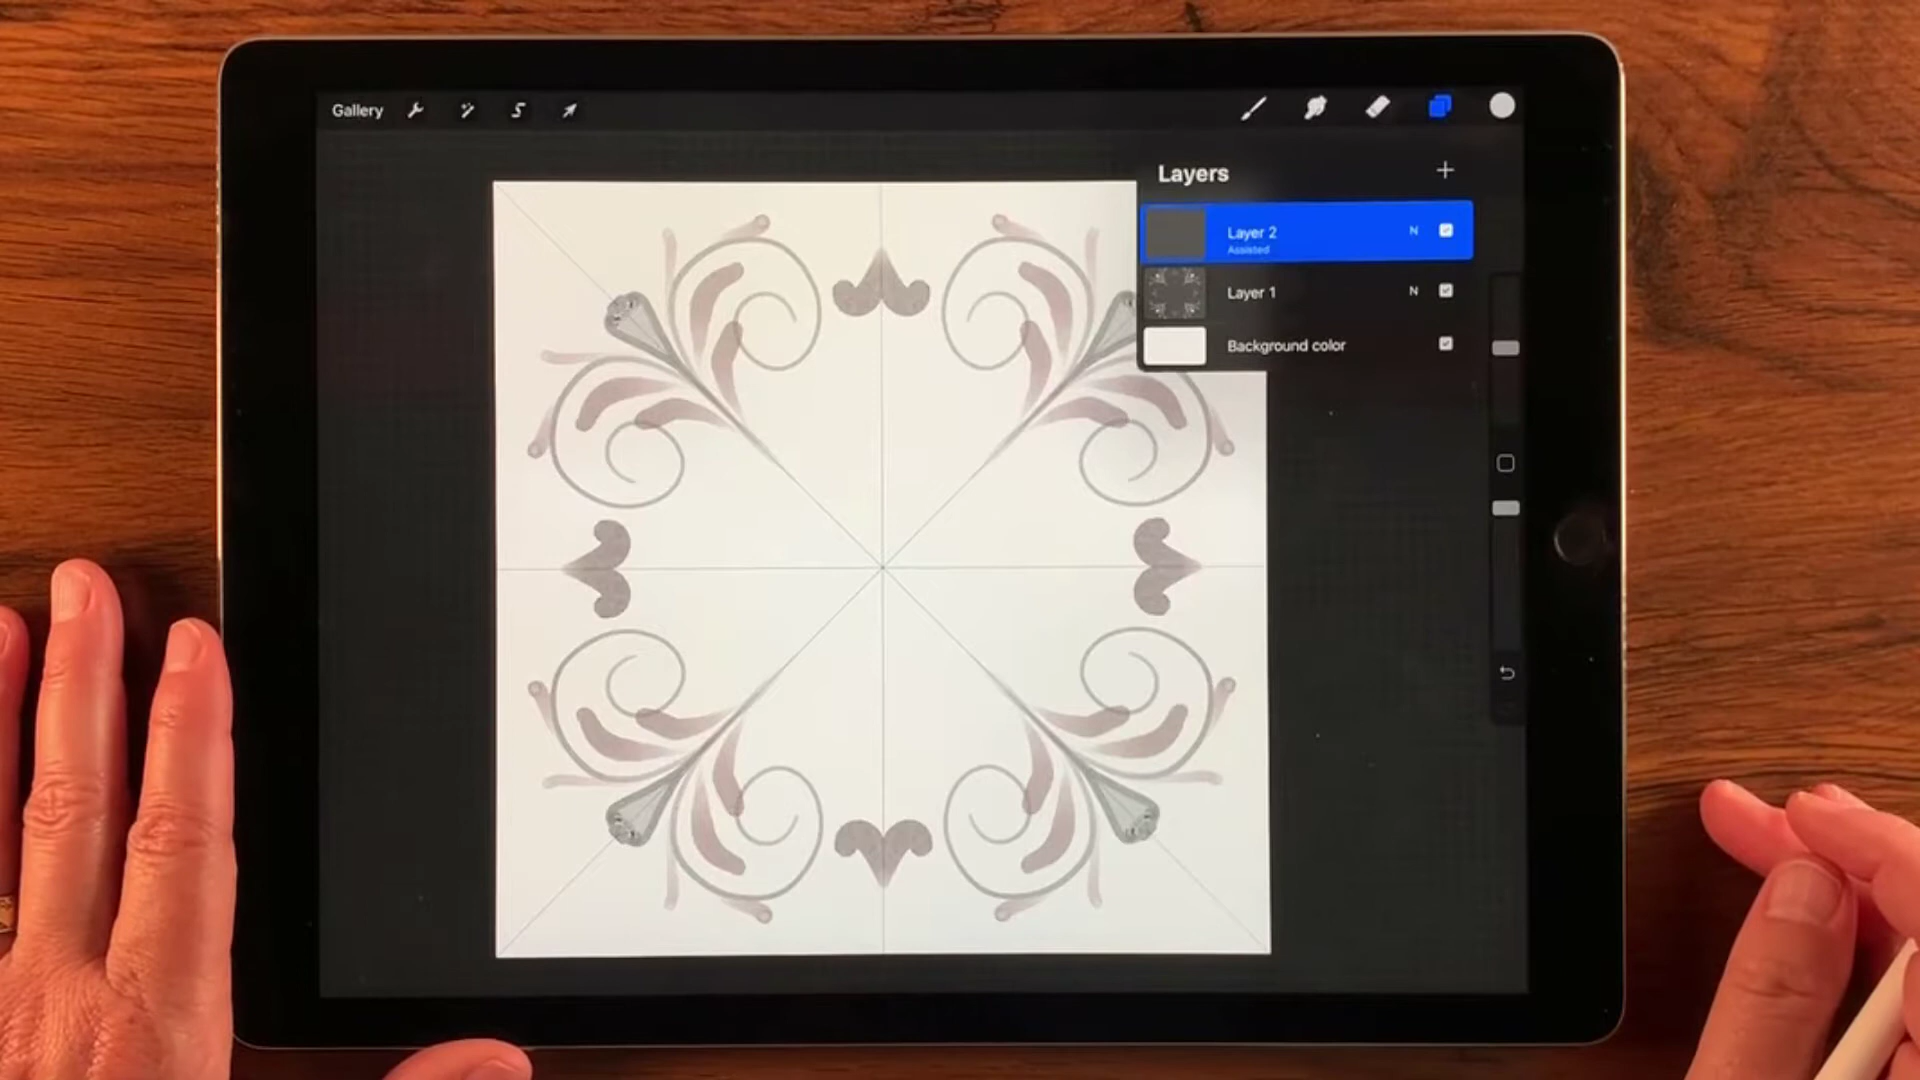 Gallery
Layers
Layer 2 N
Assisted
Layer 1 N
Background color